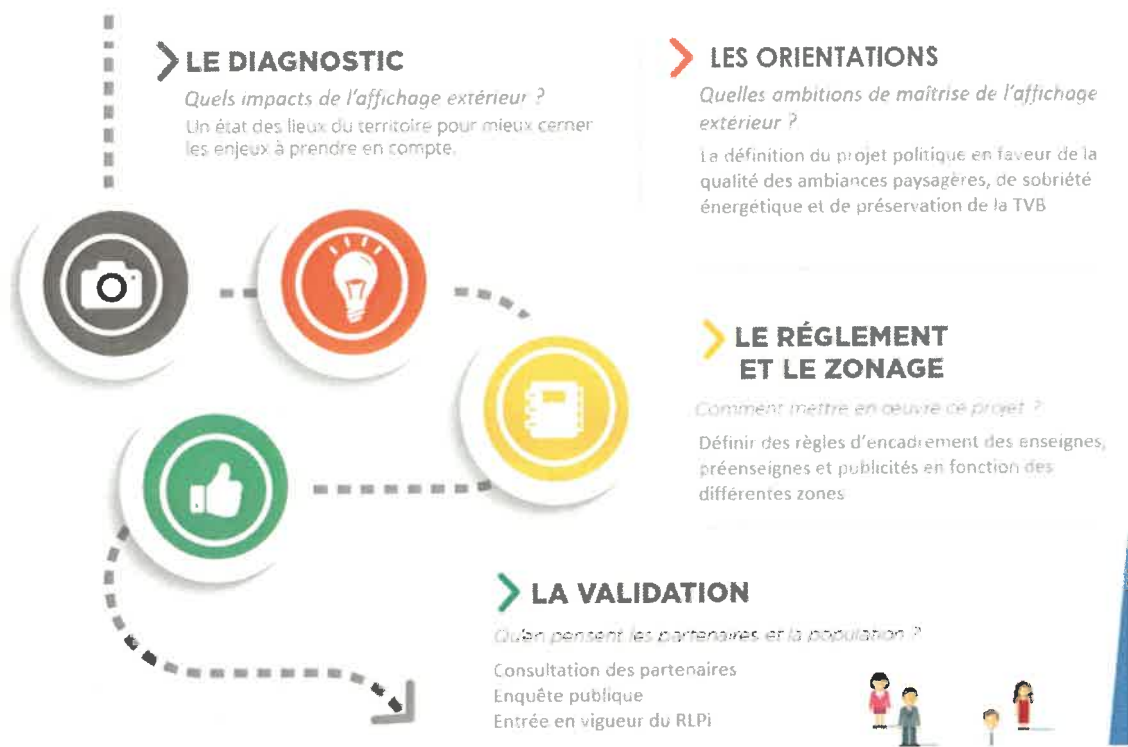 LE DIAGNOSTIC
Quels impacts de l'affichage extérieur ?
Un état des lieux du territoire pour mieux cerner
les enjeux à prendre en compte.
LES ORIENTATIONS
Quelles ambitions de maîtrise de l'affichage
extérieur ?
La définition du projet politique en faveur de la
qualité des ambiances paysagères, de sobriété
énergétique et de préservation de la TVB
LE RÉGLEMENT
ET LE ZONAGE
Comment mettre en œuvre ce projet ?
Définir des règles d'encadrement des enseignes,
préenseignes et publicités en fonction des
différentes zones
LA VALIDATION
Qu'en pensent les partenaires et la population ?
Consultation des partenaires
Enquête publique
Entrée en vigueur du RLPi